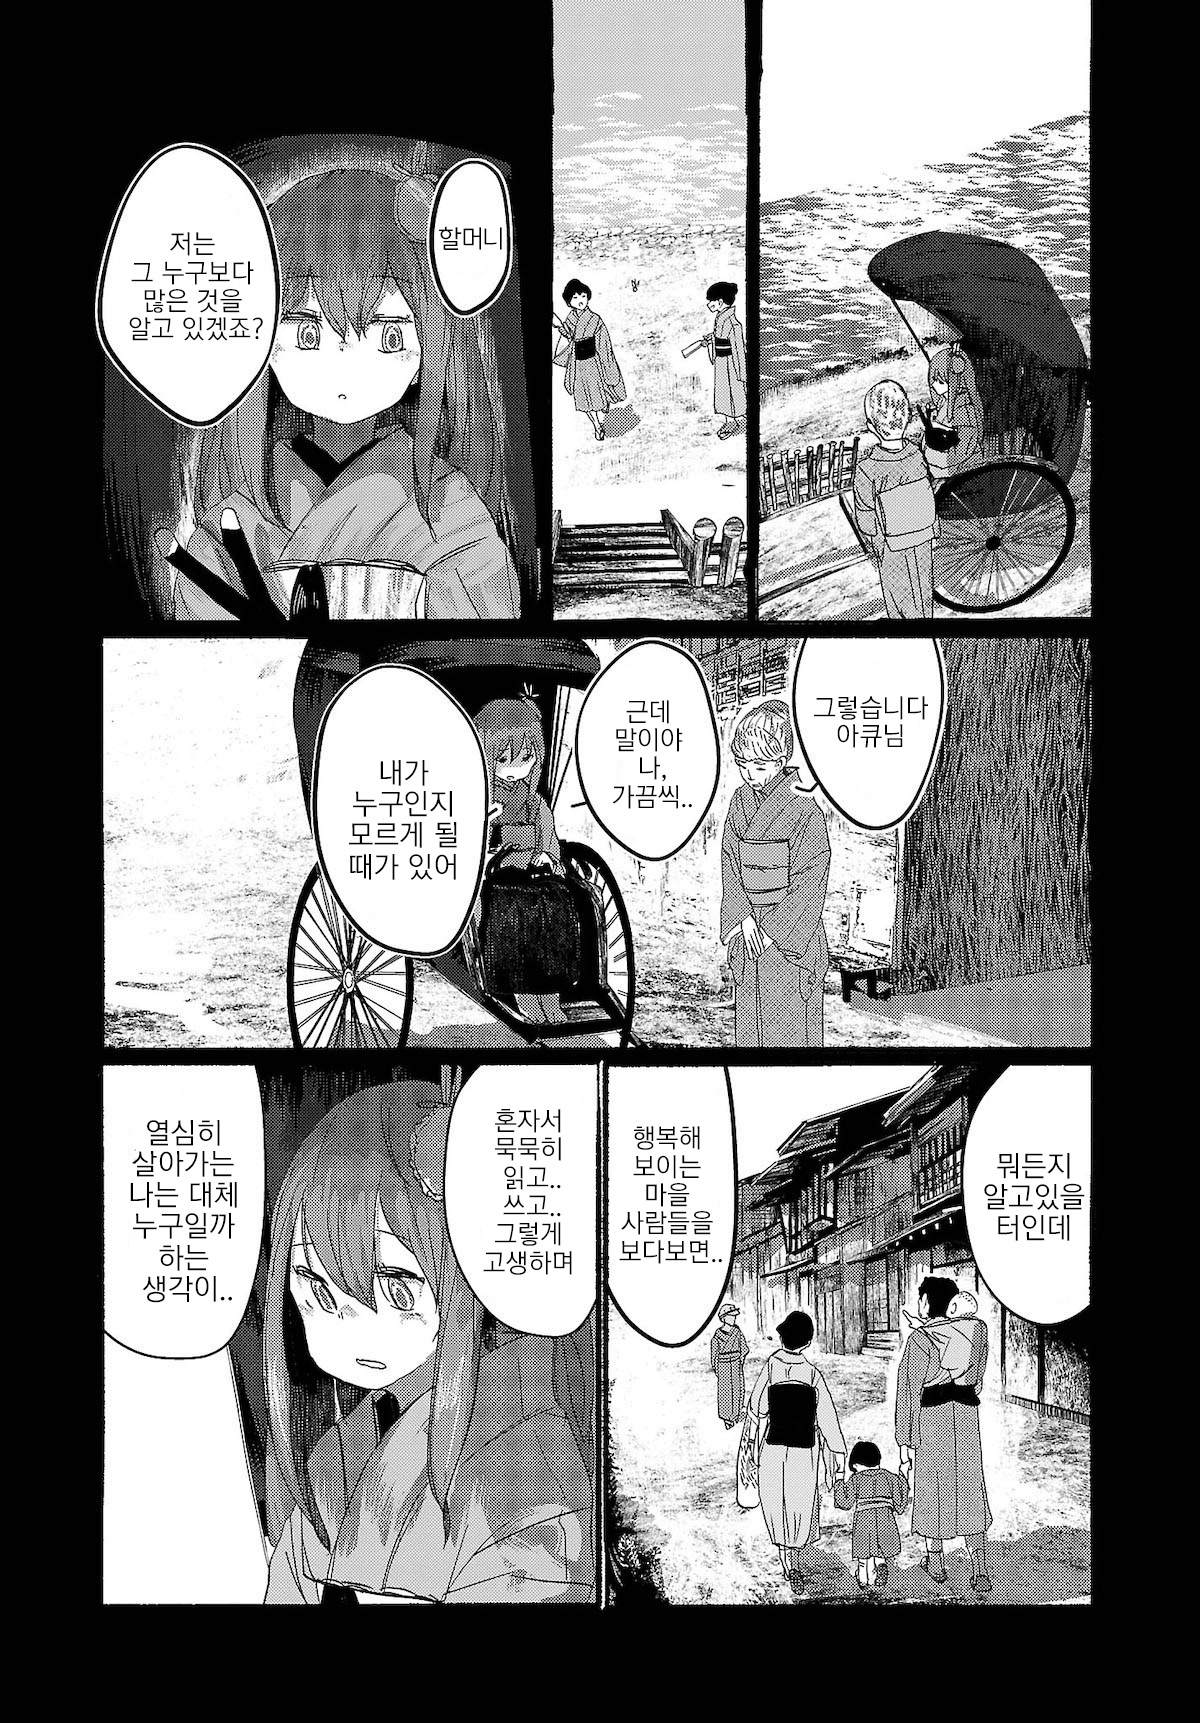 할머니
저는
그 누구보다
많은 것을
알고 있겠죠?
그렇습니다
아큐님
근데
말이야
나,
가끔씩..
내가
누구인지
모르게 될
때가 있어
뭐든지
알고있을
터인데
행복해
보이는
마을
사람들을
보다보면..
혼자서
묵묵히
읽고..
쓰고..
그렇게
고생하며
열심히
살아가는
나는 대체
누구일까
하는
생각이..